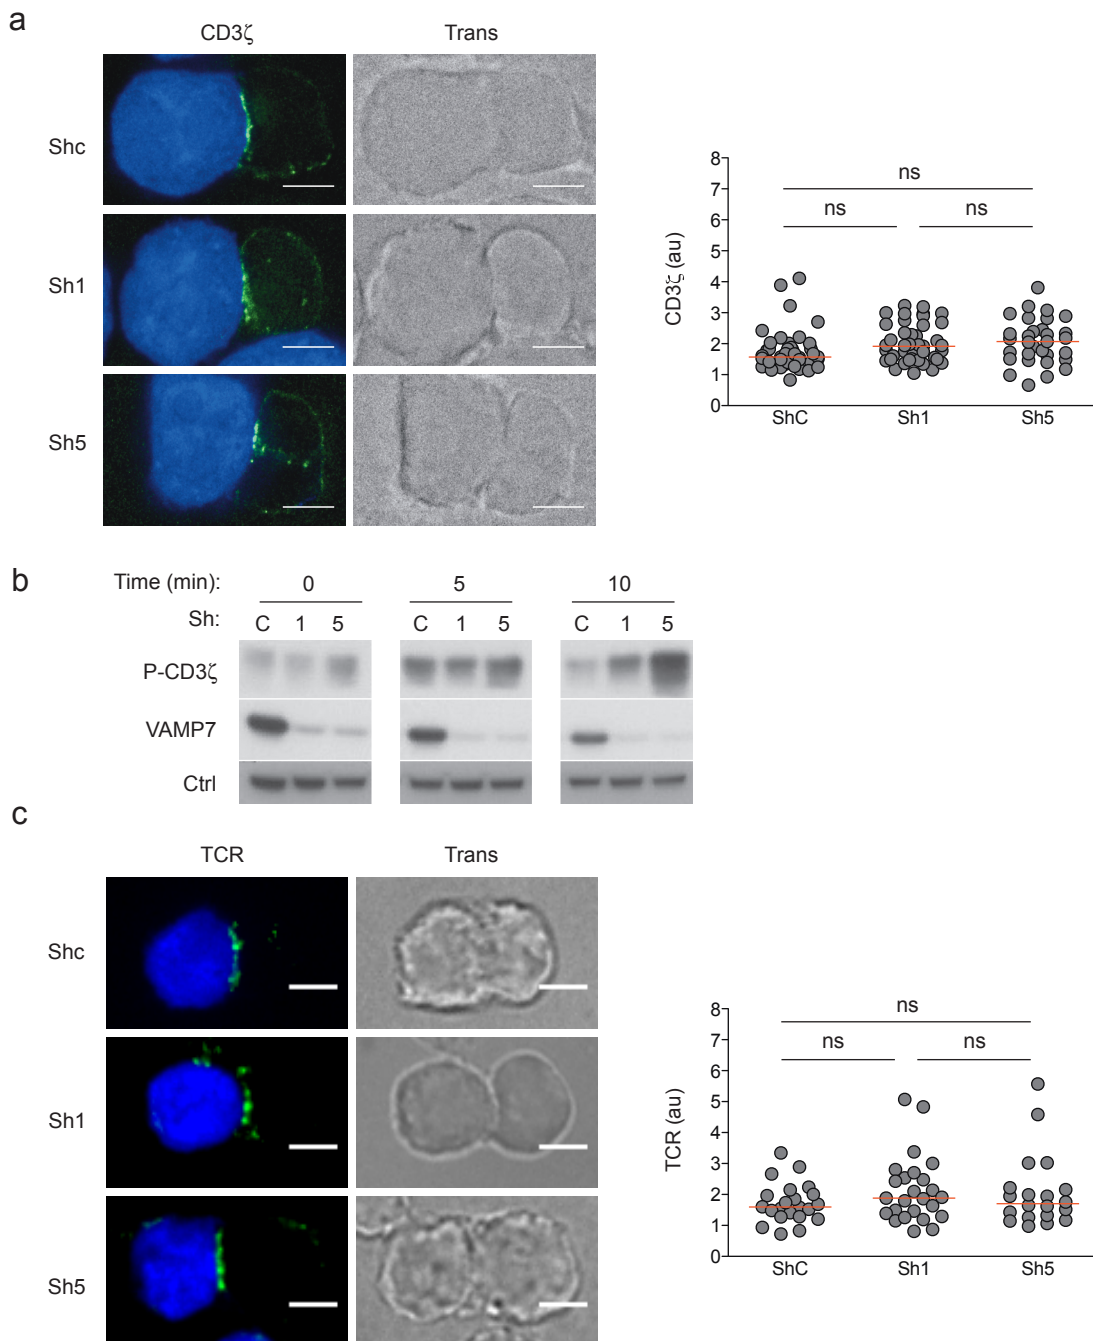 a
CD3ζ Trans
Shc
Sh1
Sh5
CD3ζ (au)
8
7
6
5
4
3
2
1
0
ns
ns ns
ShC Sh1 Sh5
b
Time (min): 0 5 10
Sh: C 1 5 C 1 5 C 1 5
P-CD3ζ
VAMP7
Ctrl
c
TCR Trans
Shc
Sh1
Sh5
TCR (au)
8
7
6
5
4
3
2
1
0
ns
ns ns
ShC Sh1 Sh5